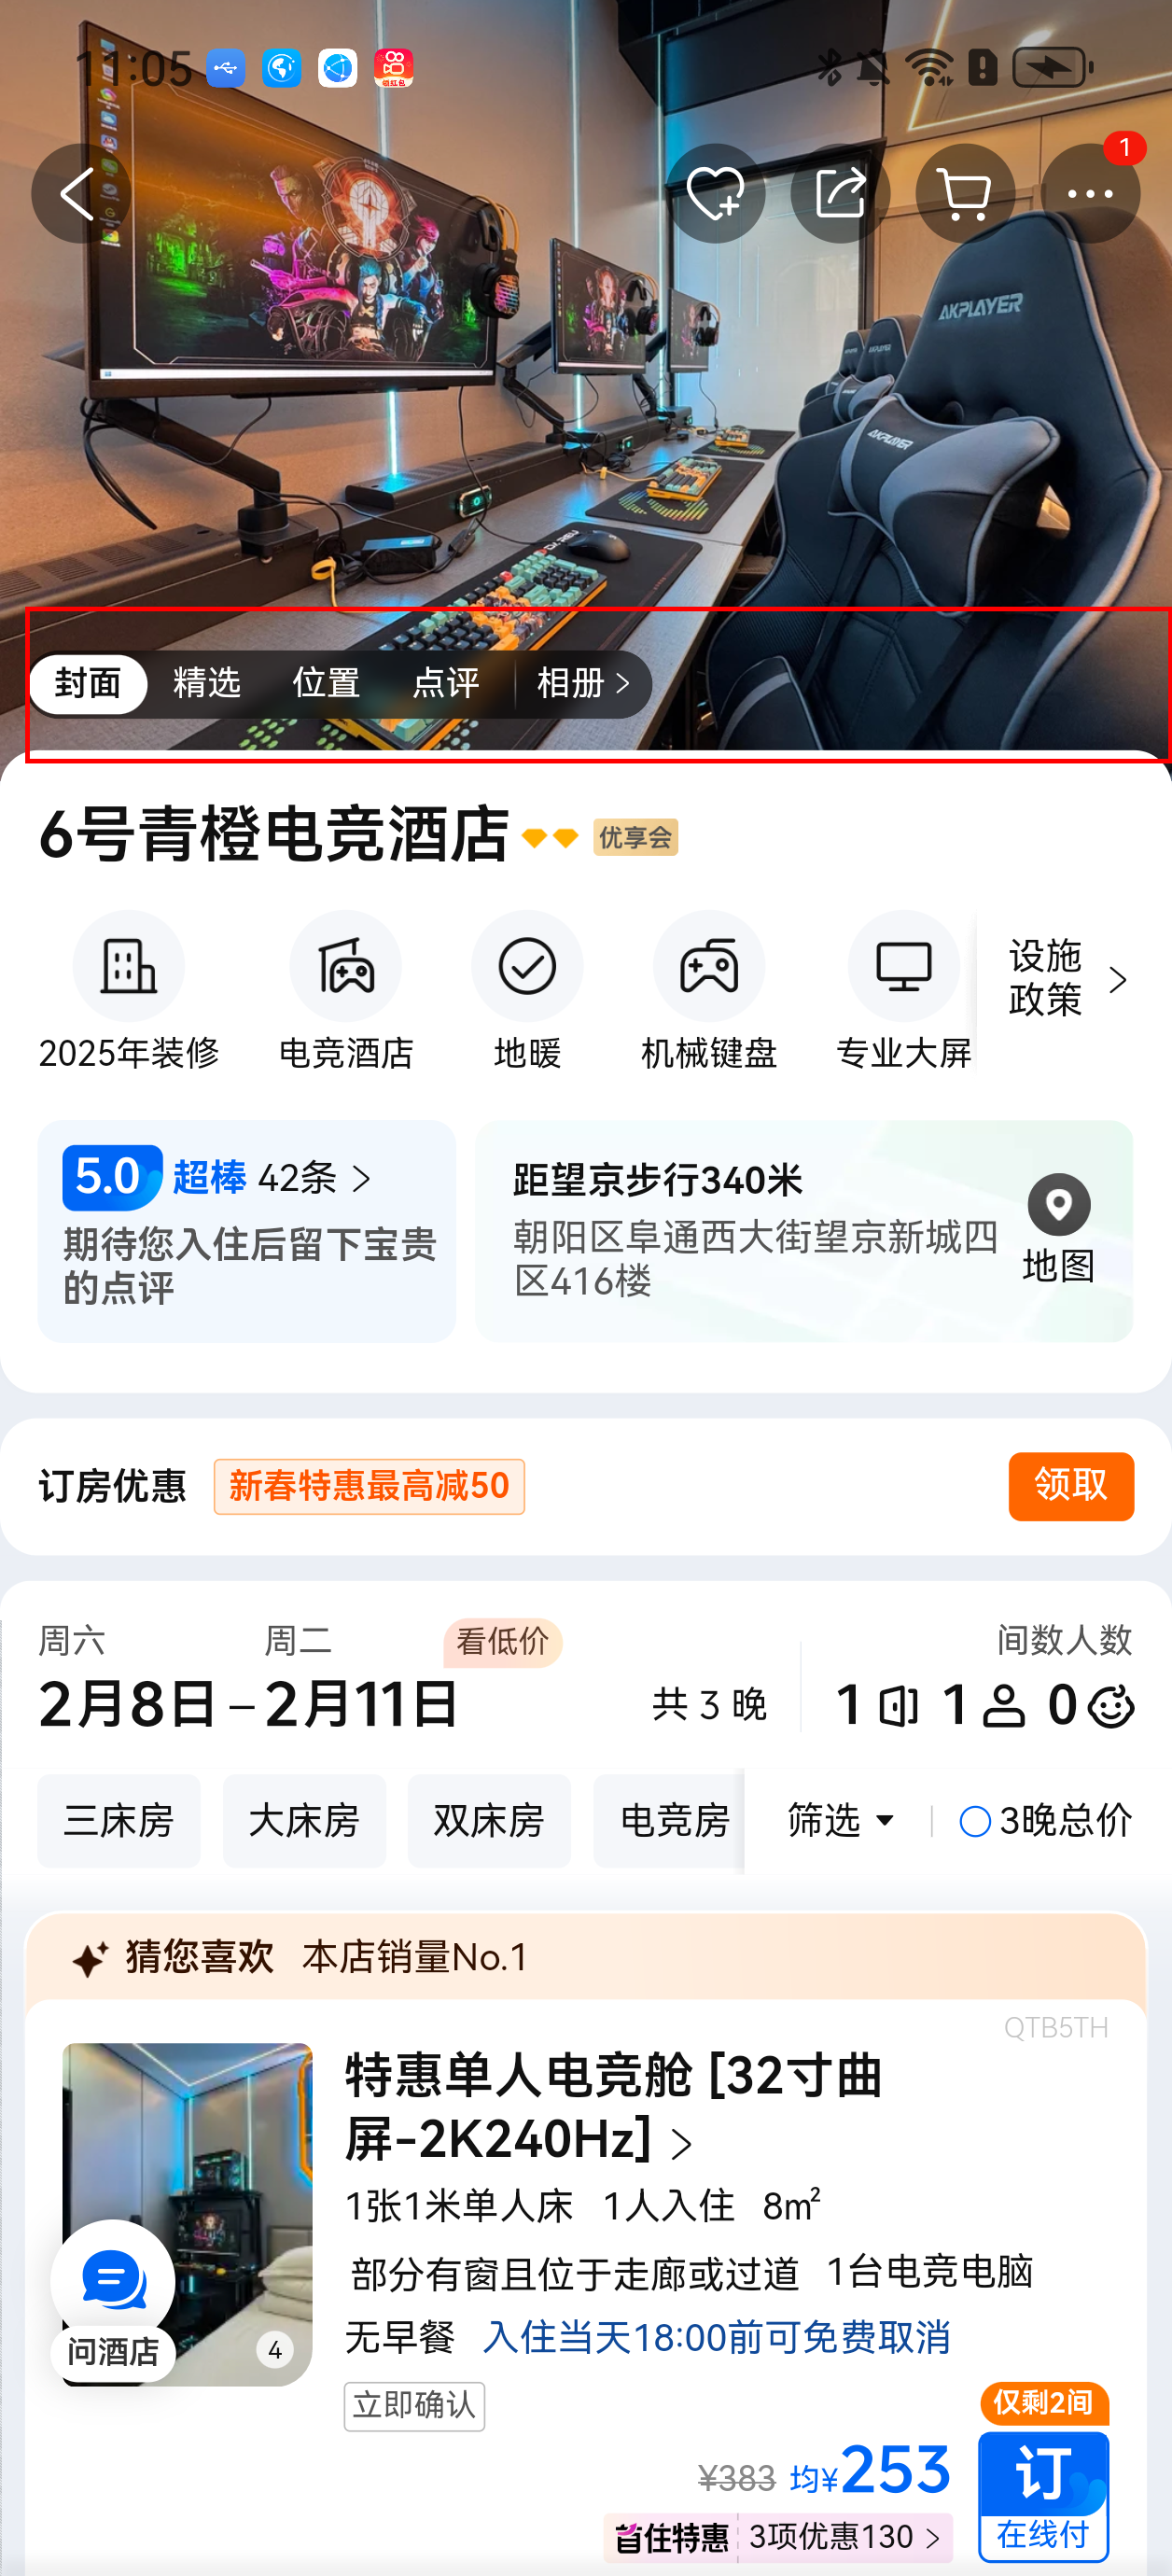 11:05
领红包
1
AKPLAYER
AKPLAYER
AKPLAYER
封面 精选 位置 点评 相册 >
6号青橙电竞酒店 优享会
2025年装修 电竞酒店 地暖 机械键盘 专业大屏
设施
政策 >
5.0 超棒 42条 >
期待您入住后留下宝贵
的点评
距望京步行340米
朝阳区阜通西大街望京新城四
区416楼
地图
订房优惠 新春特惠最高减50 领取
周六 周二 看低价 间数人数
2月8日 – 2月11日 共 3 晚 1 1 0
三床房 大床房 双床房 电竞房 筛选 3晚总价
猜您喜欢 本店销量No.1
QTB5TH
特惠单人电竞舱 [32寸曲
屏-2K240Hz] >
1张1米单人床 1人入住 8㎡
部分有窗且位于走廊或过道 1台电竞电脑
无早餐 入住当天18:00前可免费取消
问酒店
4
立即确认
仅剩2间
¥383 均¥253
订
在线付
首住特惠 3项优惠130 >